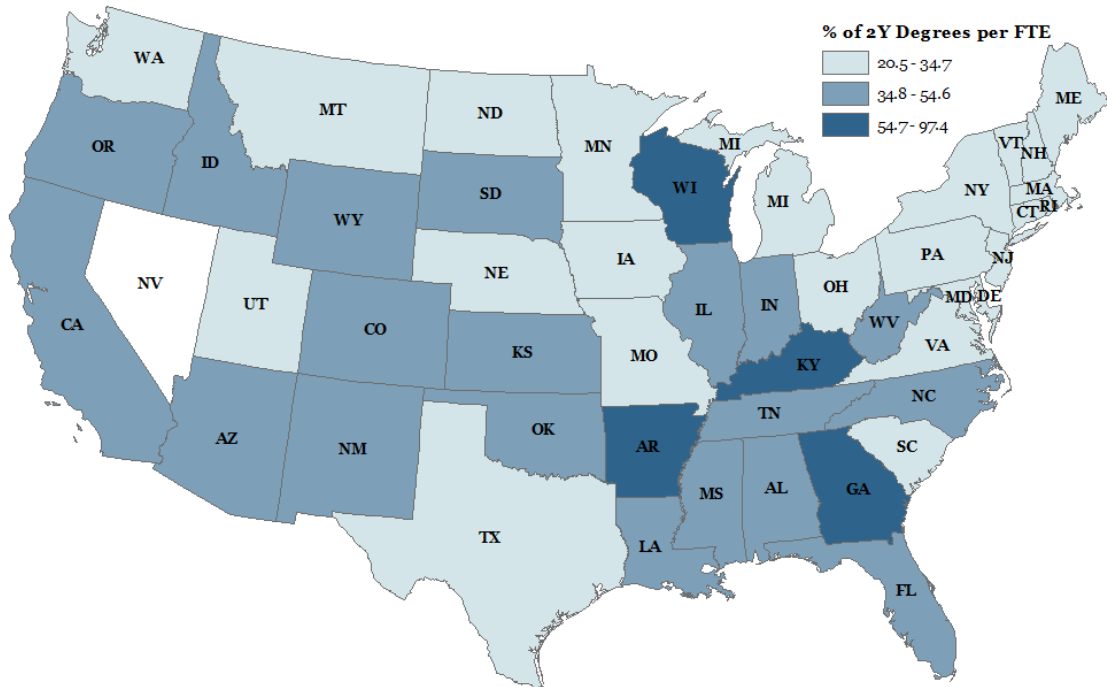 % of 2Y Degrees per FTE
20.5 - 34.7
34.8 - 54.6
54.7 - 97.4
WA
MT
ND
MN
MI
ME
VT
NH
OR
ID
WY
SD
WI
MI
NY
MA
CT
RI
NV
UT
NE
IA
PA
NJ
CA
CO
KS
MO
IL
IN
OH
WV
MD
DE
VA
KY
AZ
NM
OK
AR
TN
NC
SC
TX
LA
MS
AL
GA
FL